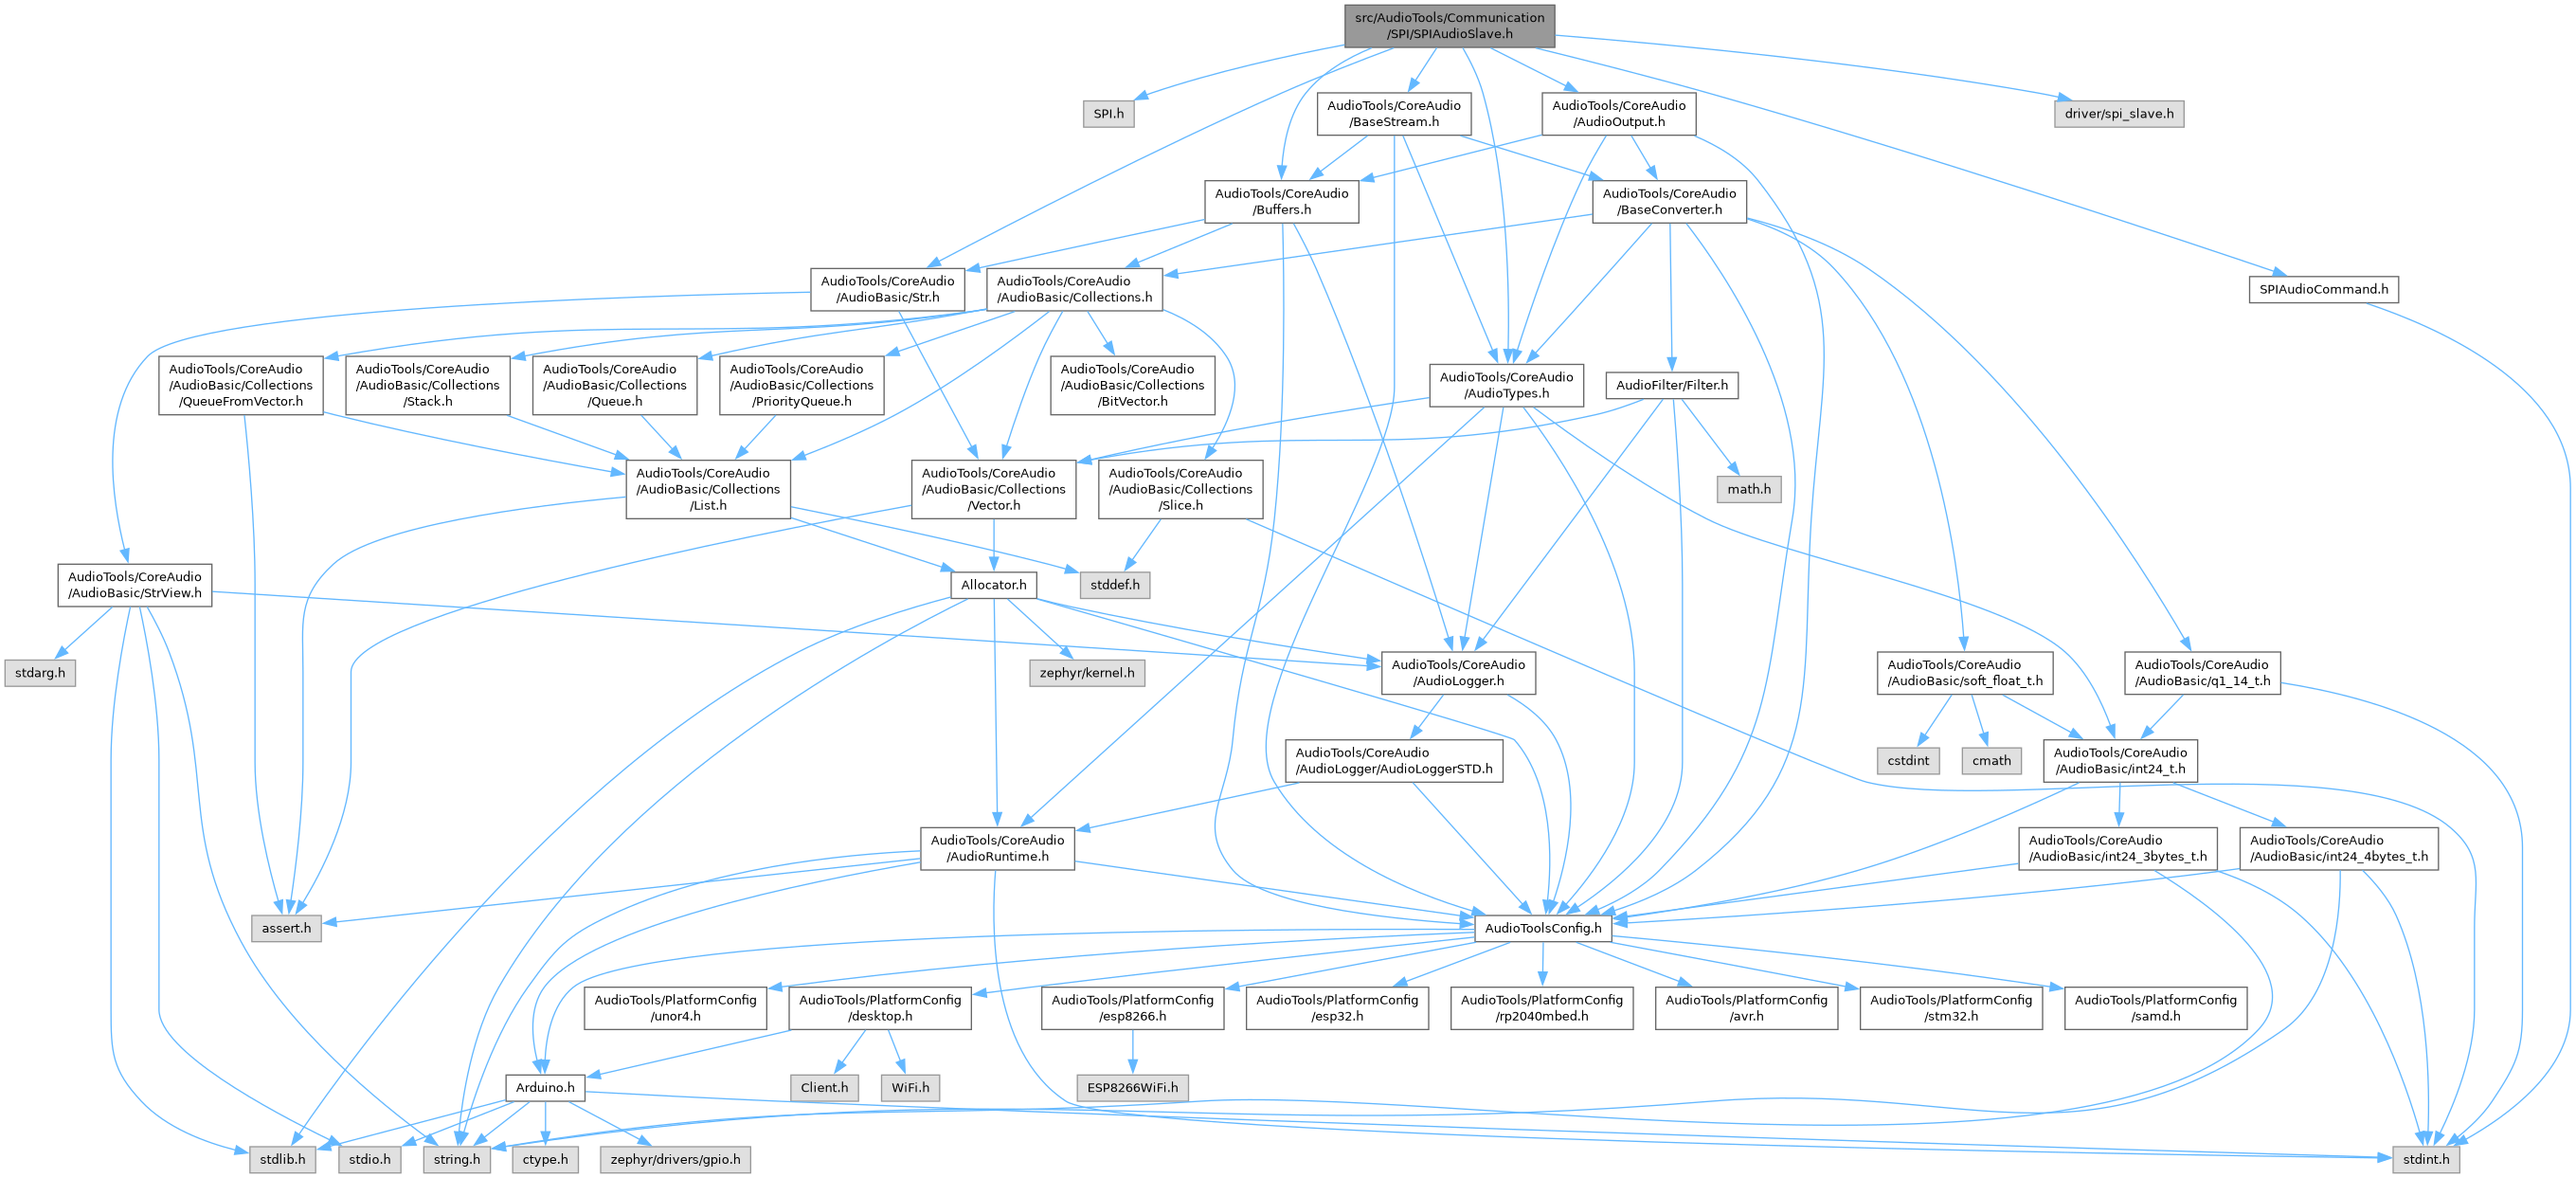 src/AudioTools/Communication
/SPI/SPIAudioSlave.h
SPI.h
AudioTools/CoreAudio
/BaseStream.h
AudioTools/CoreAudio
/AudioOutput.h
driver/spi_slave.h
AudioTools/CoreAudio
/Buffers.h
AudioTools/CoreAudio
/BaseConverter.h
AudioTools/CoreAudio
/AudioBasic/Str.h
AudioTools/CoreAudio
/AudioBasic/Collections.h
SPIAudioCommand.h
AudioTools/CoreAudio
/AudioBasic/Collections
/QueueFromVector.h
AudioTools/CoreAudio
/AudioBasic/Collections
/Stack.h
AudioTools/CoreAudio
/AudioBasic/Collections
/Queue.h
AudioTools/CoreAudio
/AudioBasic/Collections
/PriorityQueue.h
AudioTools/CoreAudio
/AudioBasic/Collections
/BitVector.h
AudioTools/CoreAudio
/AudioTypes.h
AudioFilter/Filter.h
AudioTools/CoreAudio
/AudioBasic/Collections
/List.h
AudioTools/CoreAudio
/AudioBasic/Collections
/Vector.h
AudioTools/CoreAudio
/AudioBasic/Collections
/Slice.h
math.h
AudioTools/CoreAudio
/AudioBasic/StrView.h
Allocator.h
stddef.h
stdarg.h
zephyr/kernel.h
AudioTools/CoreAudio
/AudioLogger.h
AudioTools/CoreAudio
/AudioBasic/soft_float_t.h
AudioTools/CoreAudio
/AudioBasic/q1_14_t.h
AudioTools/CoreAudio
/AudioLogger/AudioLoggerSTD.h
cstdint
cmath
AudioTools/CoreAudio
/AudioBasic/int24_t.h
AudioTools/CoreAudio
/AudioRuntime.h
AudioTools/CoreAudio
/AudioBasic/int24_3bytes_t.h
AudioTools/CoreAudio
/AudioBasic/int24_4bytes_t.h
assert.h
AudioToolsConfig.h
AudioTools/PlatformConfig
/unor4.h
AudioTools/PlatformConfig
/desktop.h
AudioTools/PlatformConfig
/esp8266.h
AudioTools/PlatformConfig
/esp32.h
AudioTools/PlatformConfig
/rp2040mbed.h
AudioTools/PlatformConfig
/avr.h
AudioTools/PlatformConfig
/stm32.h
AudioTools/PlatformConfig
/samd.h
Arduino.h
Client.h
WiFi.h
ESP8266WiFi.h
stdlib.h
stdio.h
string.h
ctype.h
zephyr/drivers/gpio.h
stdint.h